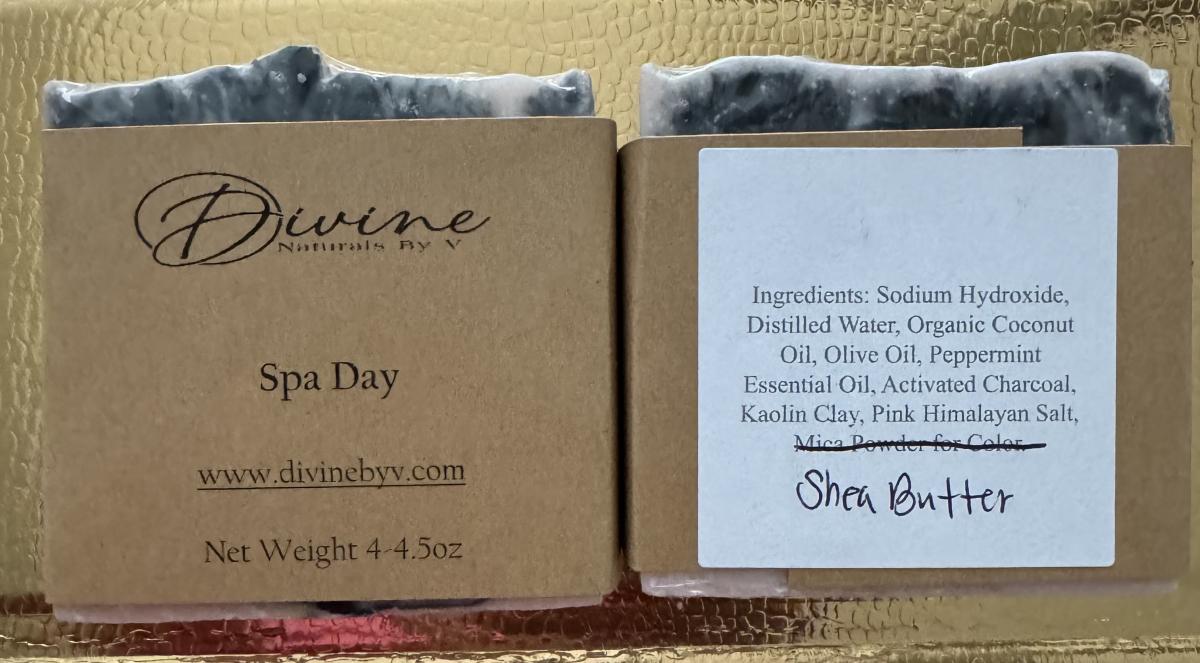 Divine
Naturals By V
Spa Day
www.divinebyv.com
Net Weight 4-4.5oz
Ingredients: Sodium Hydroxide,
Distilled Water, Organic Coconut
Oil, Olive Oil, Peppermint
Essential Oil, Activated Charcoal,
Kaolin Clay, Pink Himalayan Salt,
Mica Powder for Color.
Shea Butter